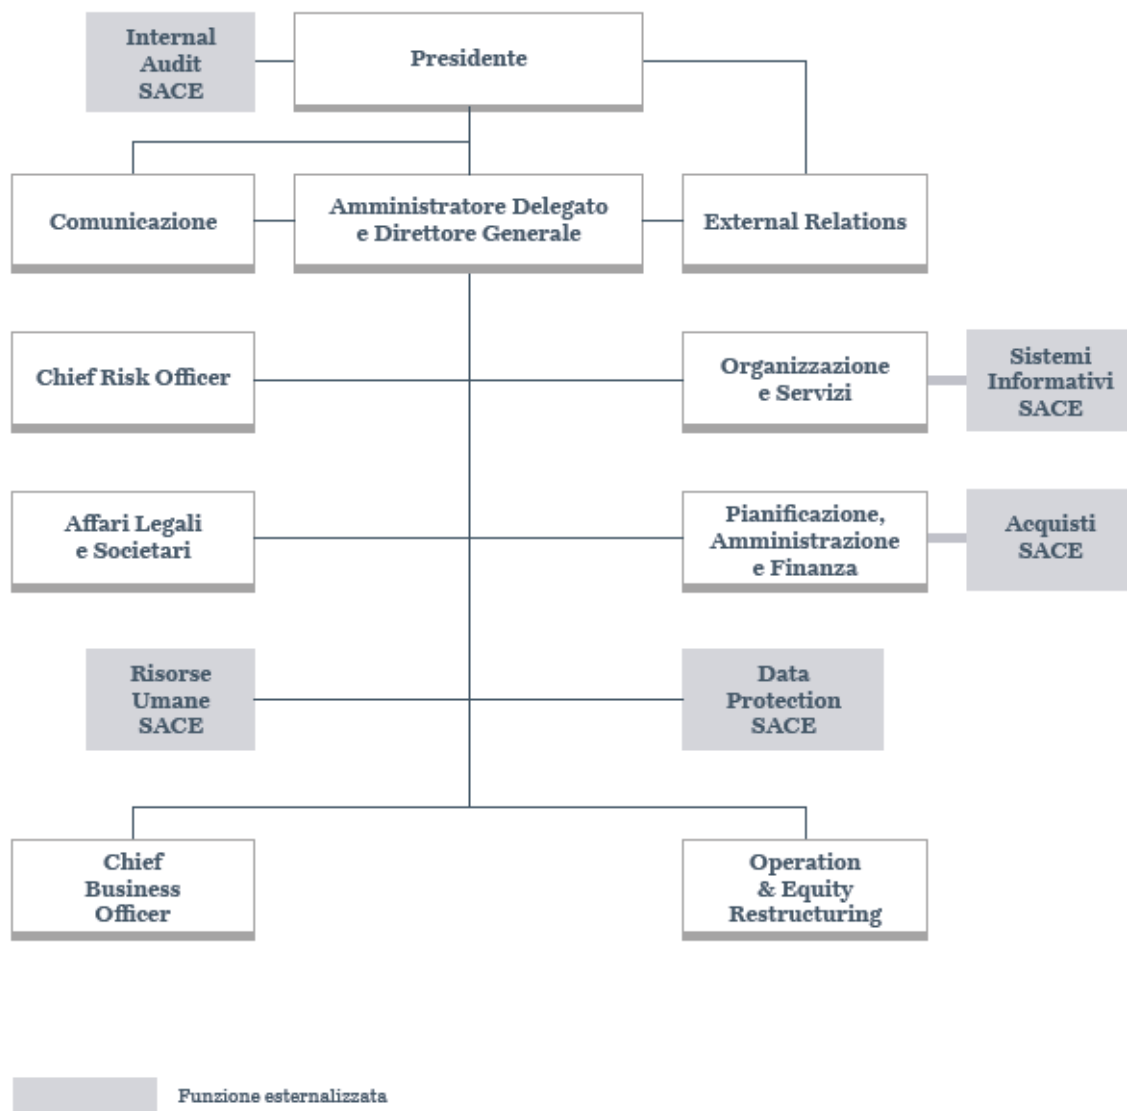 Internal
Audit
SACE
Presidente
Comunicazione
Amministratore Delegato
e Direttore Generale
External Relations
Chief Risk Officer
Organizzazione
e Servizi
Sistemi
Informativi
SACE
Affari Legali
e Societari
Pianificazione,
Amministrazione
e Finanza
Acquisti
SACE
Risorse
Umane
SACE
Data
Protection
SACE
Chief
Business
Officer
Operation
& Equity
Restructuring
Funzione esternalizzata